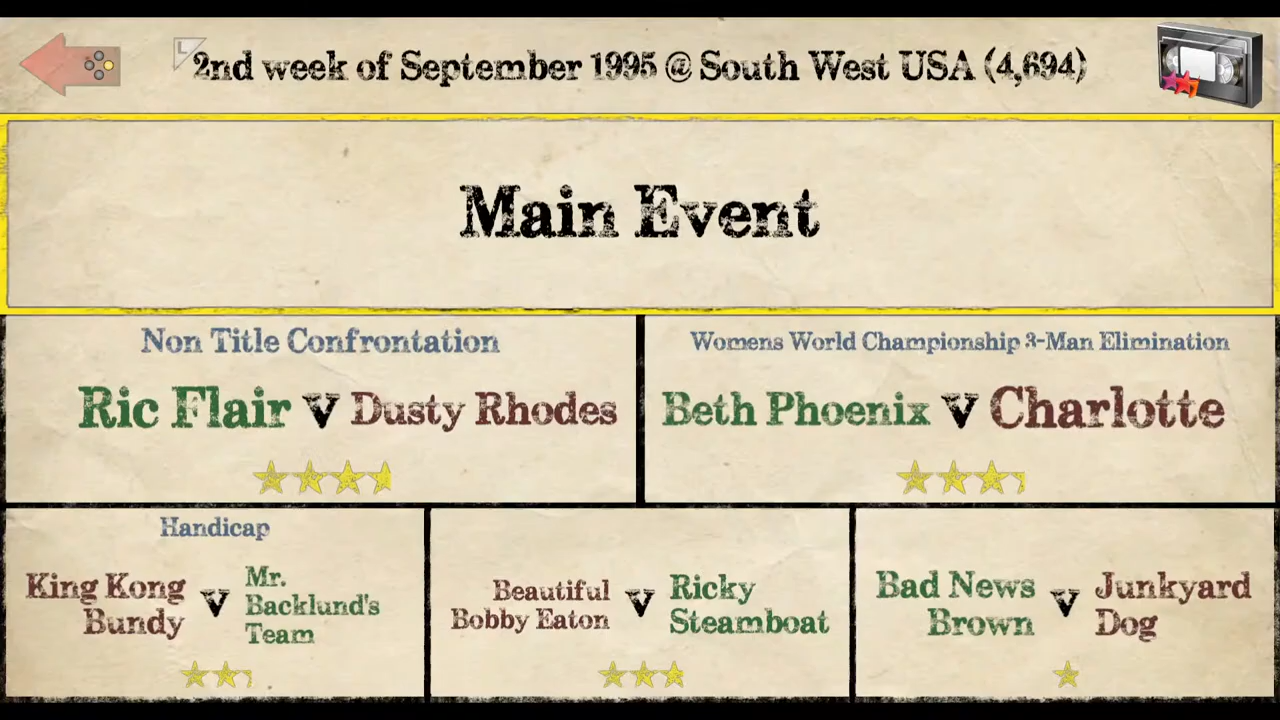 L
2nd week of September 1995 @ South West USA (4,694)
Main Event
Non Title Confrontation
Ric Flair v Dusty Rhodes
Womens World Championship 3-Man Elimination
Beth Phoenix v Charlotte
Handicap
King Kong
Bundy
v
Mr.
Backlund's
Team
Beautiful
Bobby Eaton
v
Ricky
Steamboat
Bad News
Brown
v
Junkyard
Dog